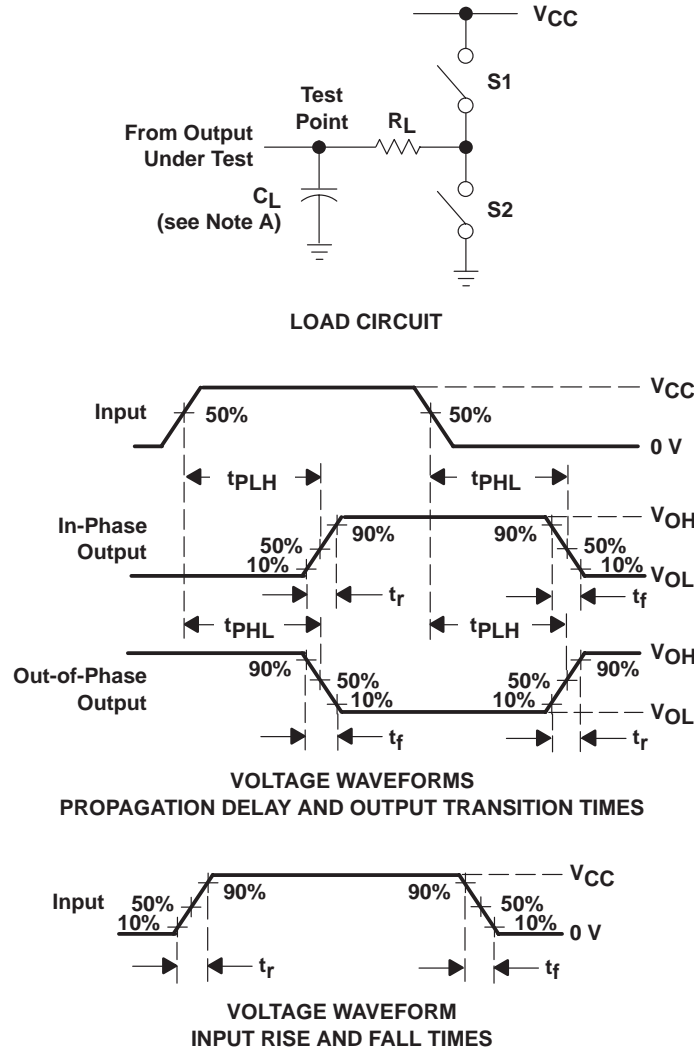 VCC
S1
Test
Point
RL
From Output
Under Test
CL
(see Note A)
S2
LOAD CIRCUIT
Input
50%
50%
VCC
0 V
tPLH
tPHL
In-Phase
Output
50%
10%
90%
90%
50%
10%
VOH
VOL
tr
tf
tPHL
tPLH
Out-of-Phase
Output
90%
50%
10%
50%
10%
90%
VOH
VOL
tf
tr
VOLTAGE WAVEFORMS
PROPAGATION DELAY AND OUTPUT TRANSITION TIMES
Input
50%
10%
90%
90%
50%
10%
VCC
0 V
tr
tf
VOLTAGE WAVEFORM
INPUT RISE AND FALL TIMES